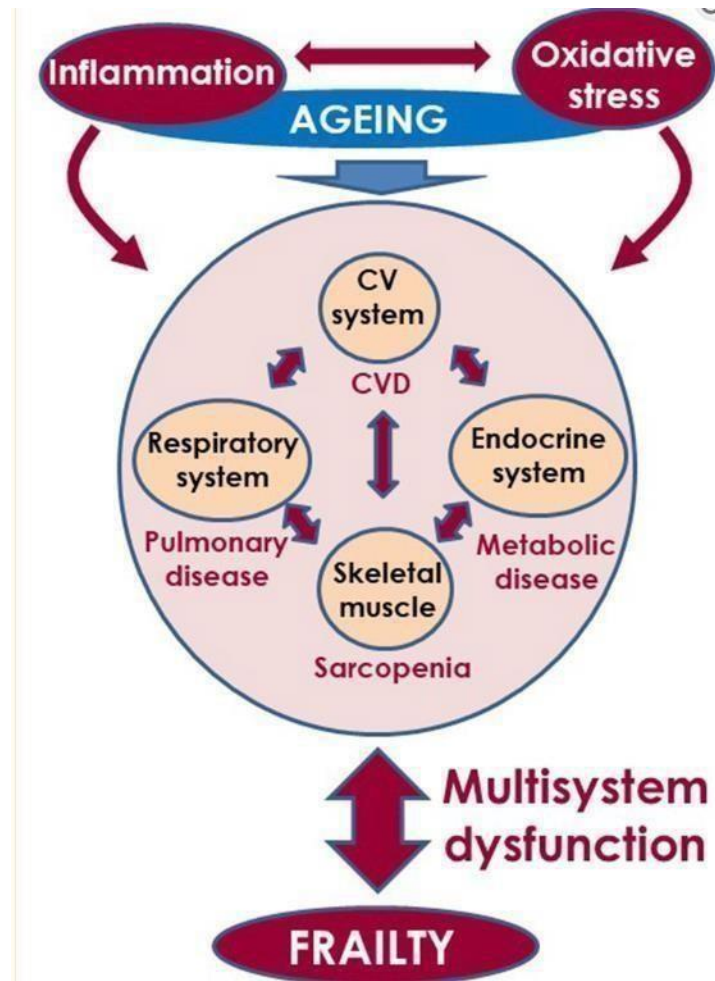 Inflammation
Oxidative
stress
AGEING
CV
system
CVD
Respiratory
system
Endocrine
system
Pulmonary
disease
Metabolic
disease
Skeletal
muscle
Sarcopenia
Multisystem
dysfunction
FRAILTY